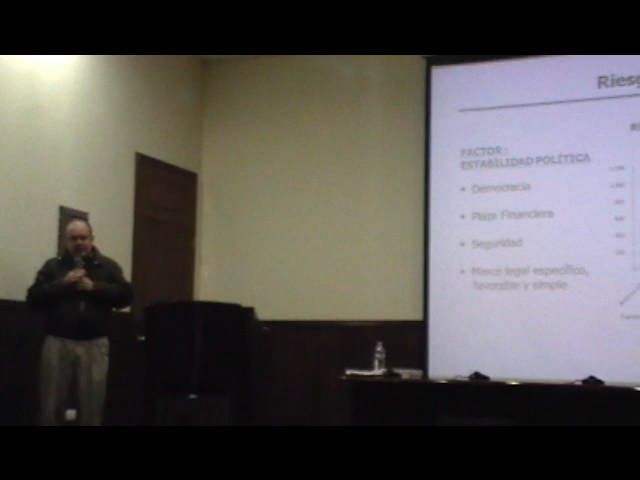 Riesg
FACTOR:
ESTABILIDAD POLÍTICA
• Democracia
• Plaza Financiera
• Seguridad
• Marco legal específico,
favorable y simple